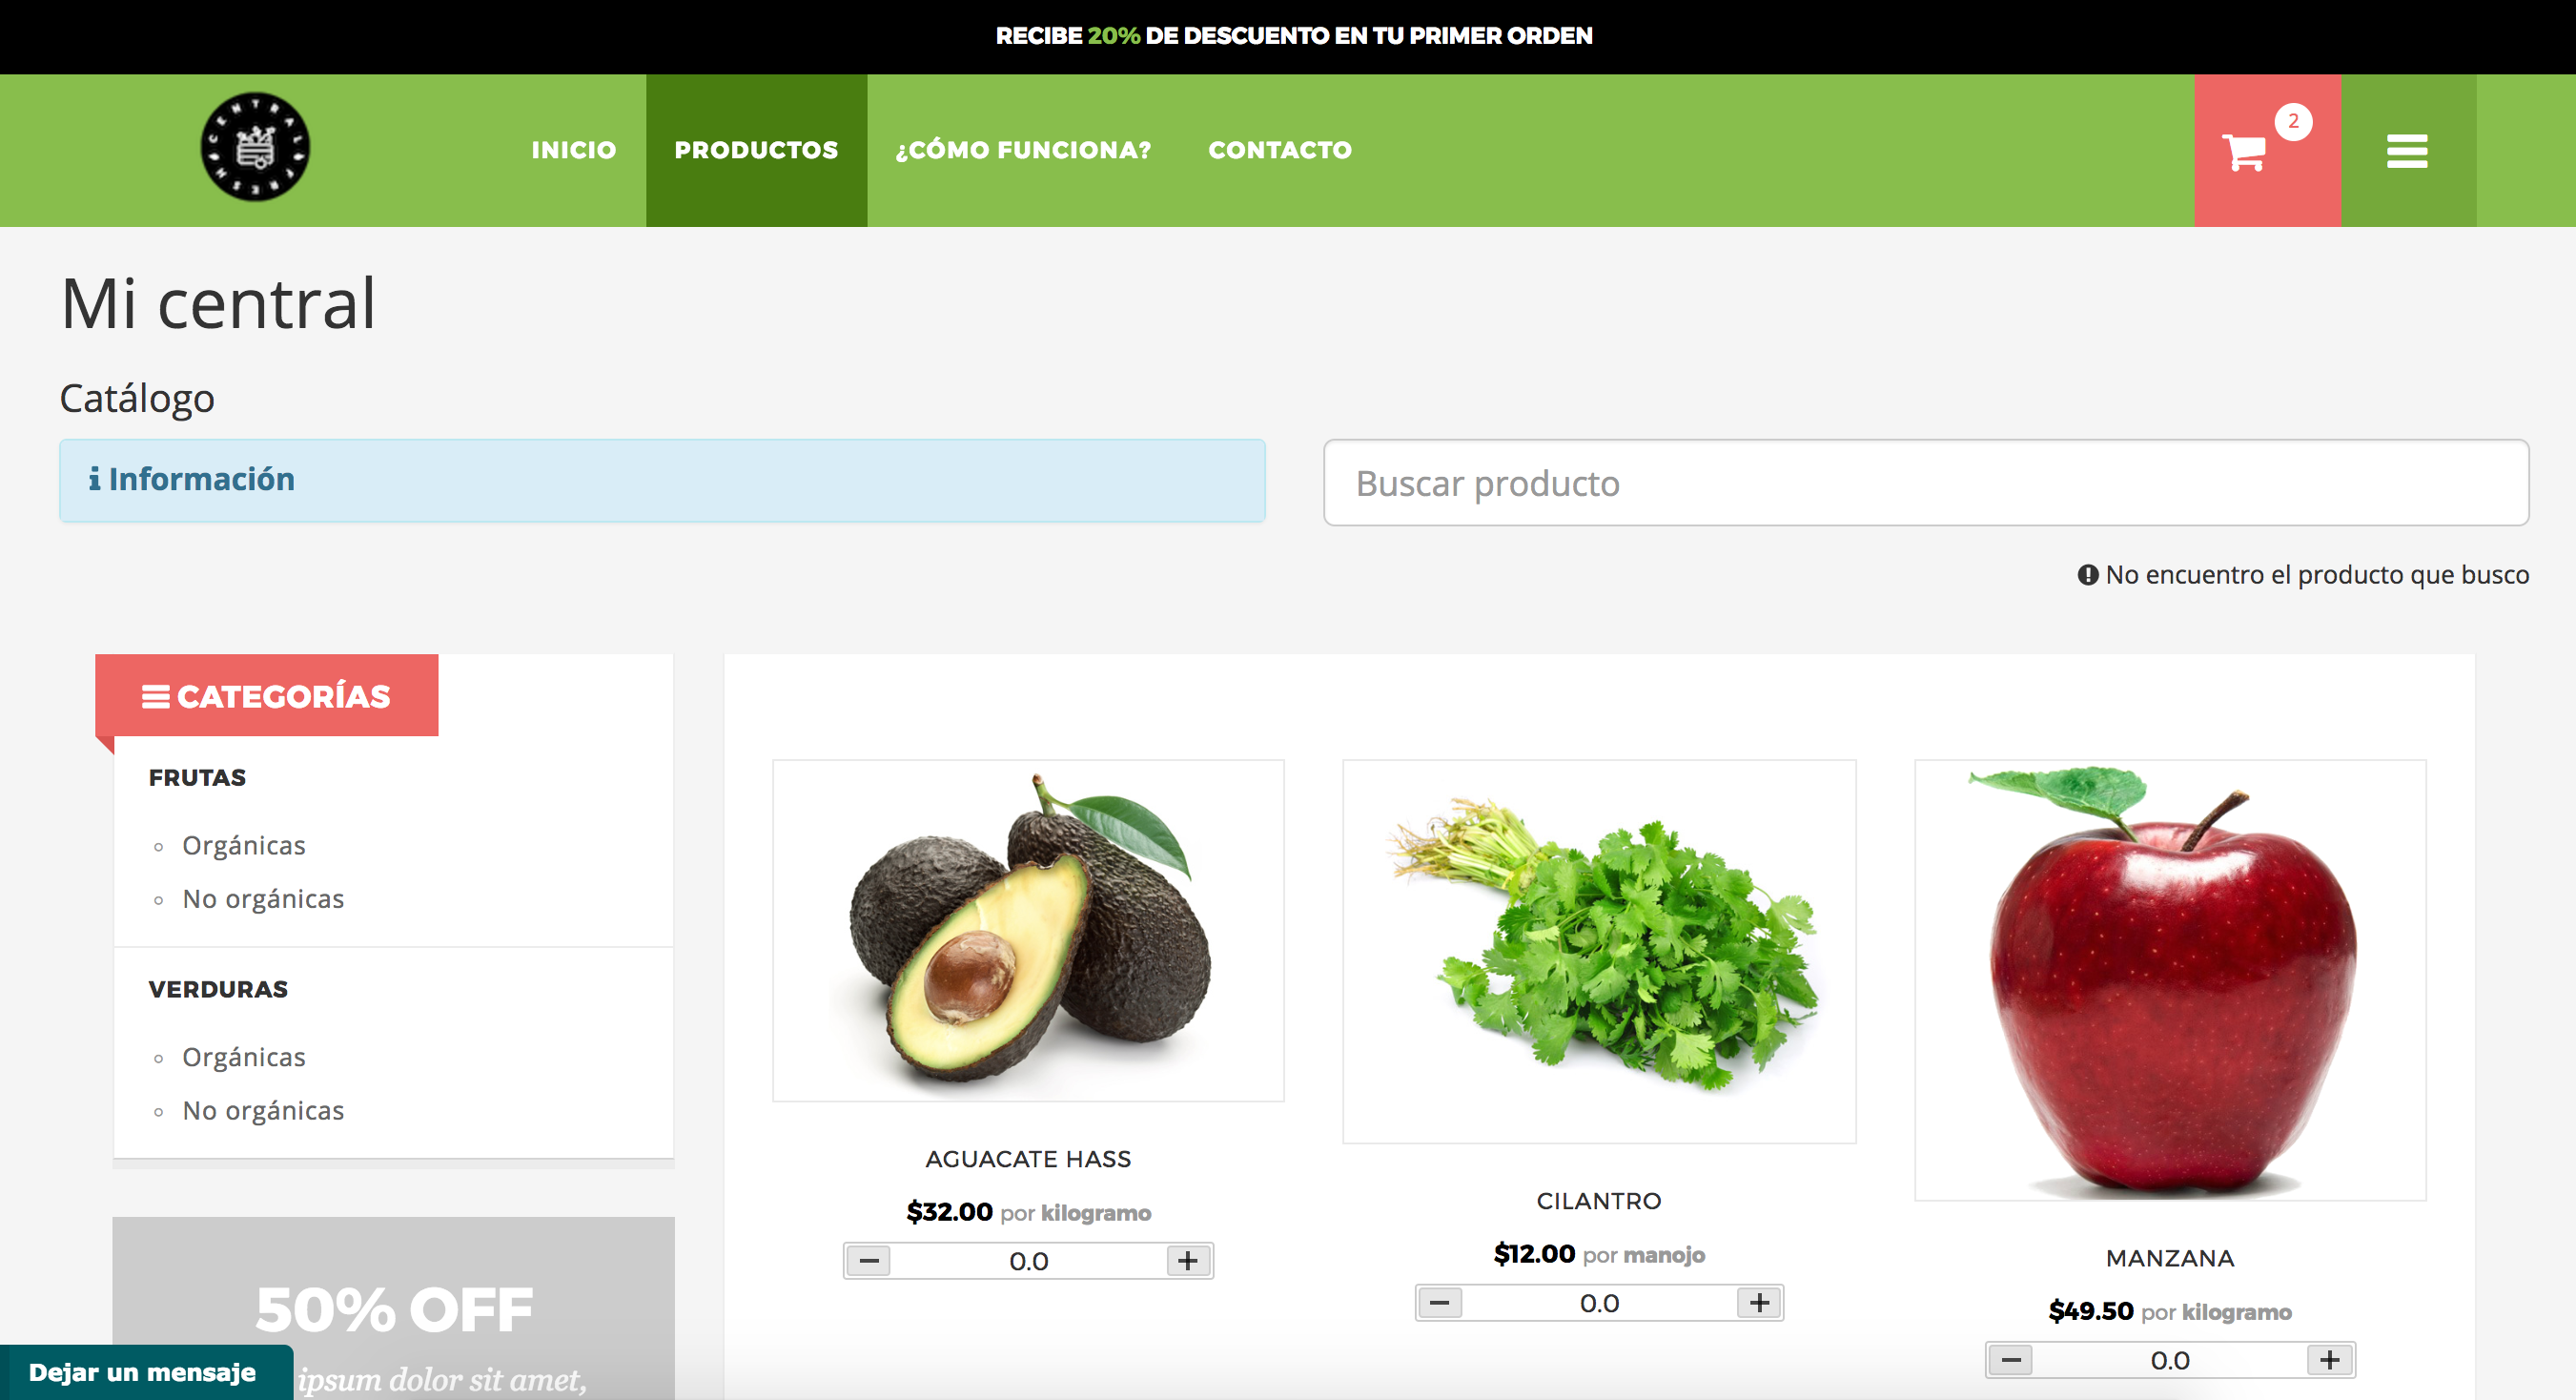 RECIBE 20% DE DESCUENTO EN TU PRIMER ORDEN
CENTRAL
FRESH
INICIO
PRODUCTOS
¿CÓMO FUNCIONA?
CONTACTO
2
Mi central
Catálogo
Información
Buscar producto
No encuentro el producto que busco
CATEGORÍAS
FRUTAS
Orgánicas
No orgánicas
VERDURAS
Orgánicas
No orgánicas
50% OFF
ipsum dolor sit amet,
Dejar un mensaje
AGUACATE HASS
$32.00 por kilogramo
− 0.0 +
CILANTRO
$12.00 por manojo
− 0.0 +
MANZANA
$49.50 por kilogramo
− 0.0 +